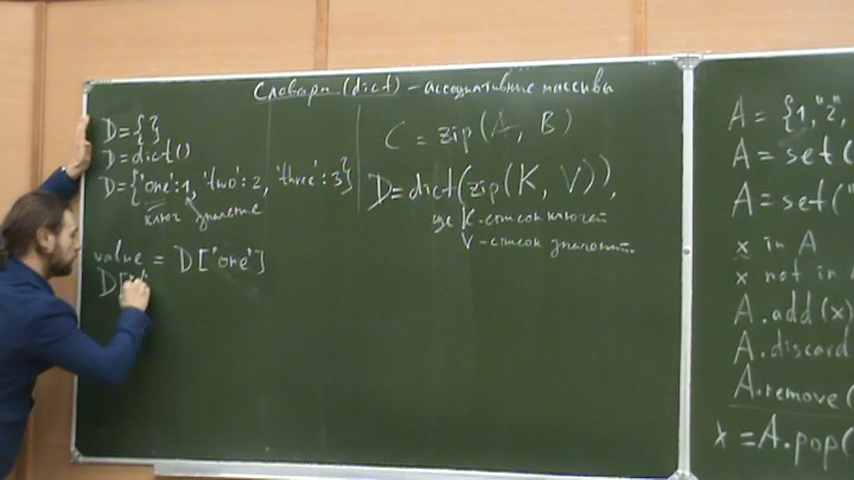 Словари (dict) - ассоциативные массивы
D={}
D=dict()
D={'one':1, 'two':2, 'three':3}
ключ значение
value = D['one']
D['
C = zip(A, B)
D=dict(zip(K, V)),
где K-список ключей
V-список значений.
A = {1,"2",
A = set(
A = set("
x in A
x not in
A.add(x)
A.discard
A.remove(
x = A.pop(